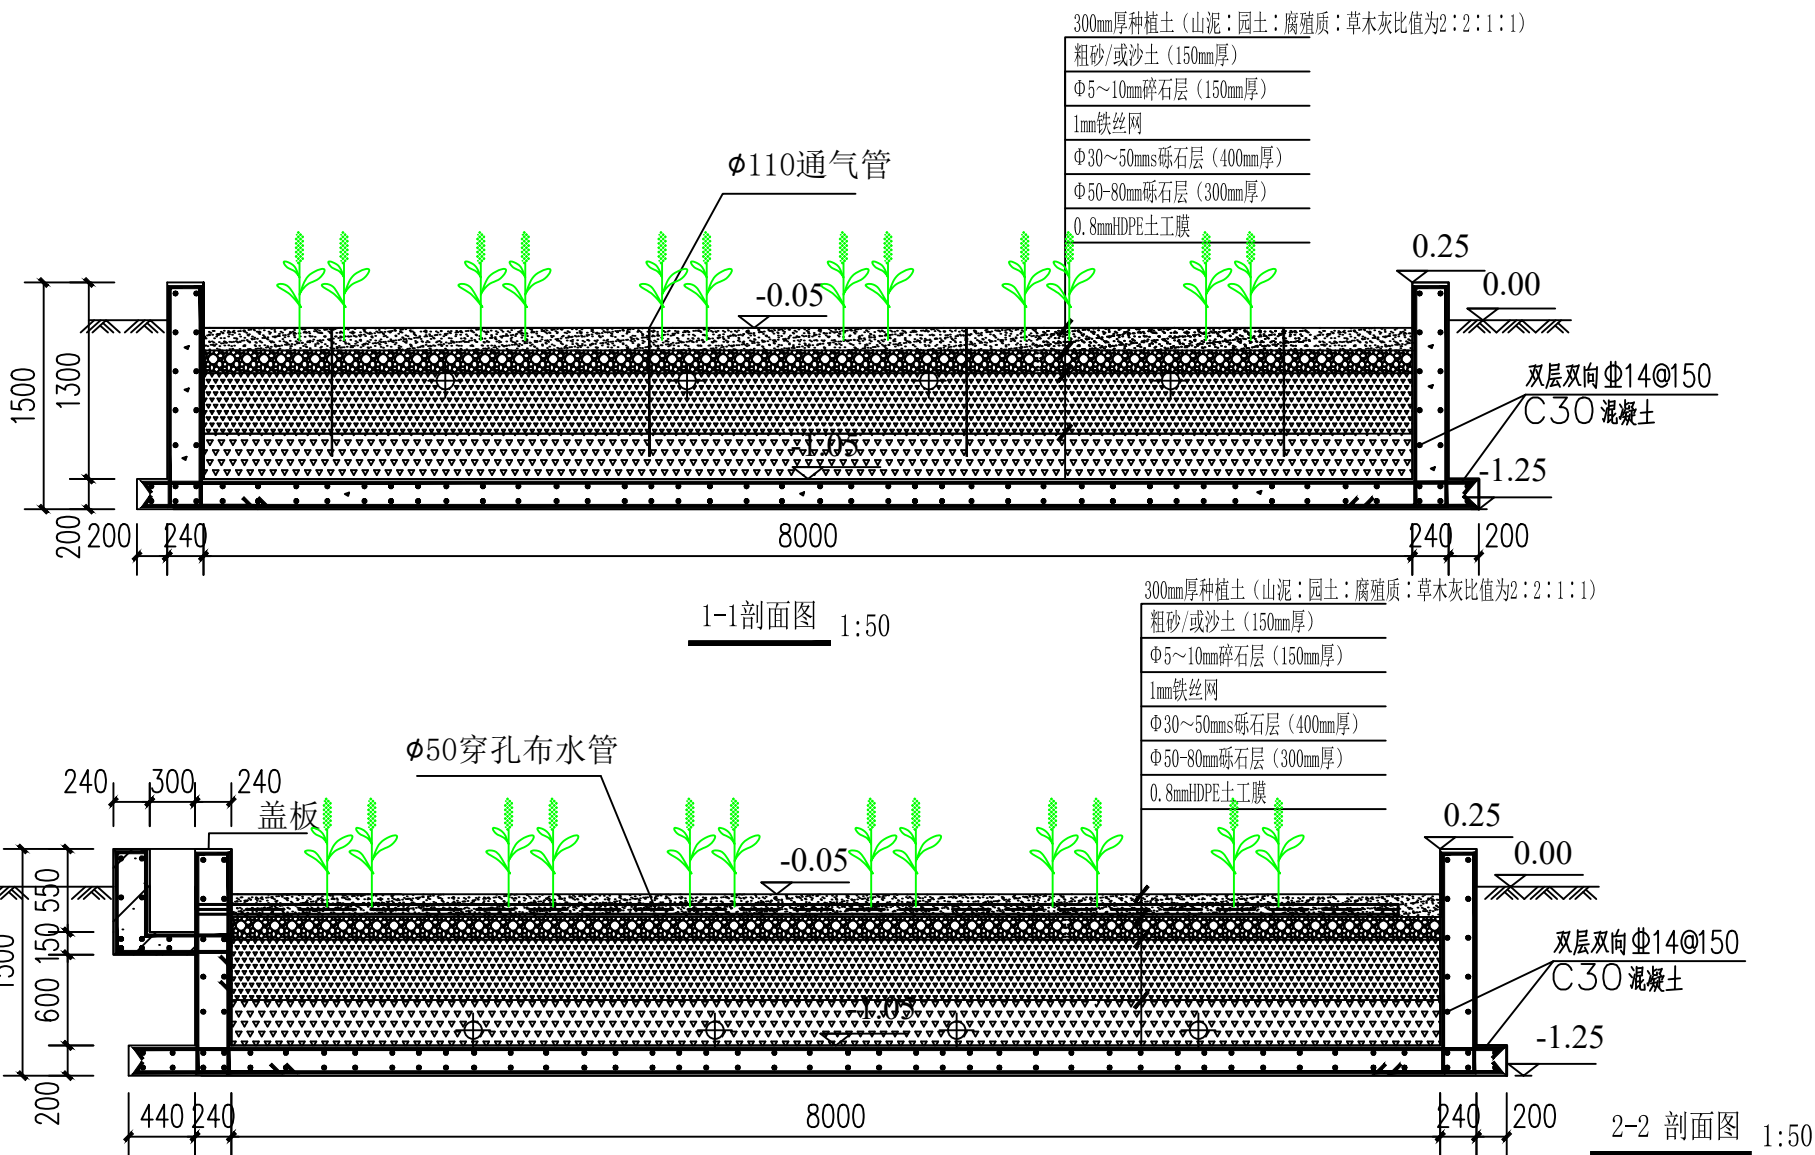 300mm厚种植土（山泥：园土：腐殖质：草木灰比值为2：2：1：1）
粗砂/或沙土（150mm厚）
Φ5~10mm碎石层（150mm厚）
1mm铁丝网
Φ30~50mms砾石层（400mm厚）
Φ50-80mm砾石层（300mm厚）
0.8mmHDPE土工膜
ϕ110通气管
0.25
0.00
-0.05
1500
1300
200
双层双向Φ14@150
C30混凝土
-1.05
-1.25
200
240
8000
240
200
1-1剖面图 1:50
300mm厚种植土（山泥：园土：腐殖质：草木灰比值为2：2：1：1）
粗砂/或沙土（150mm厚）
Φ5~10mm碎石层（150mm厚）
1mm铁丝网
Φ30~50mms砾石层（400mm厚）
Φ50-80mm砾石层（300mm厚）
0.8mmHDPE土工膜
ϕ50穿孔布水管
240
300
240
盖板
0.25
0.00
-0.05
1500
550
150
600
200
双层双向Φ14@150
C30混凝土
-1.05
-1.25
440
240
8000
240
200
2-2 剖面图 1:50